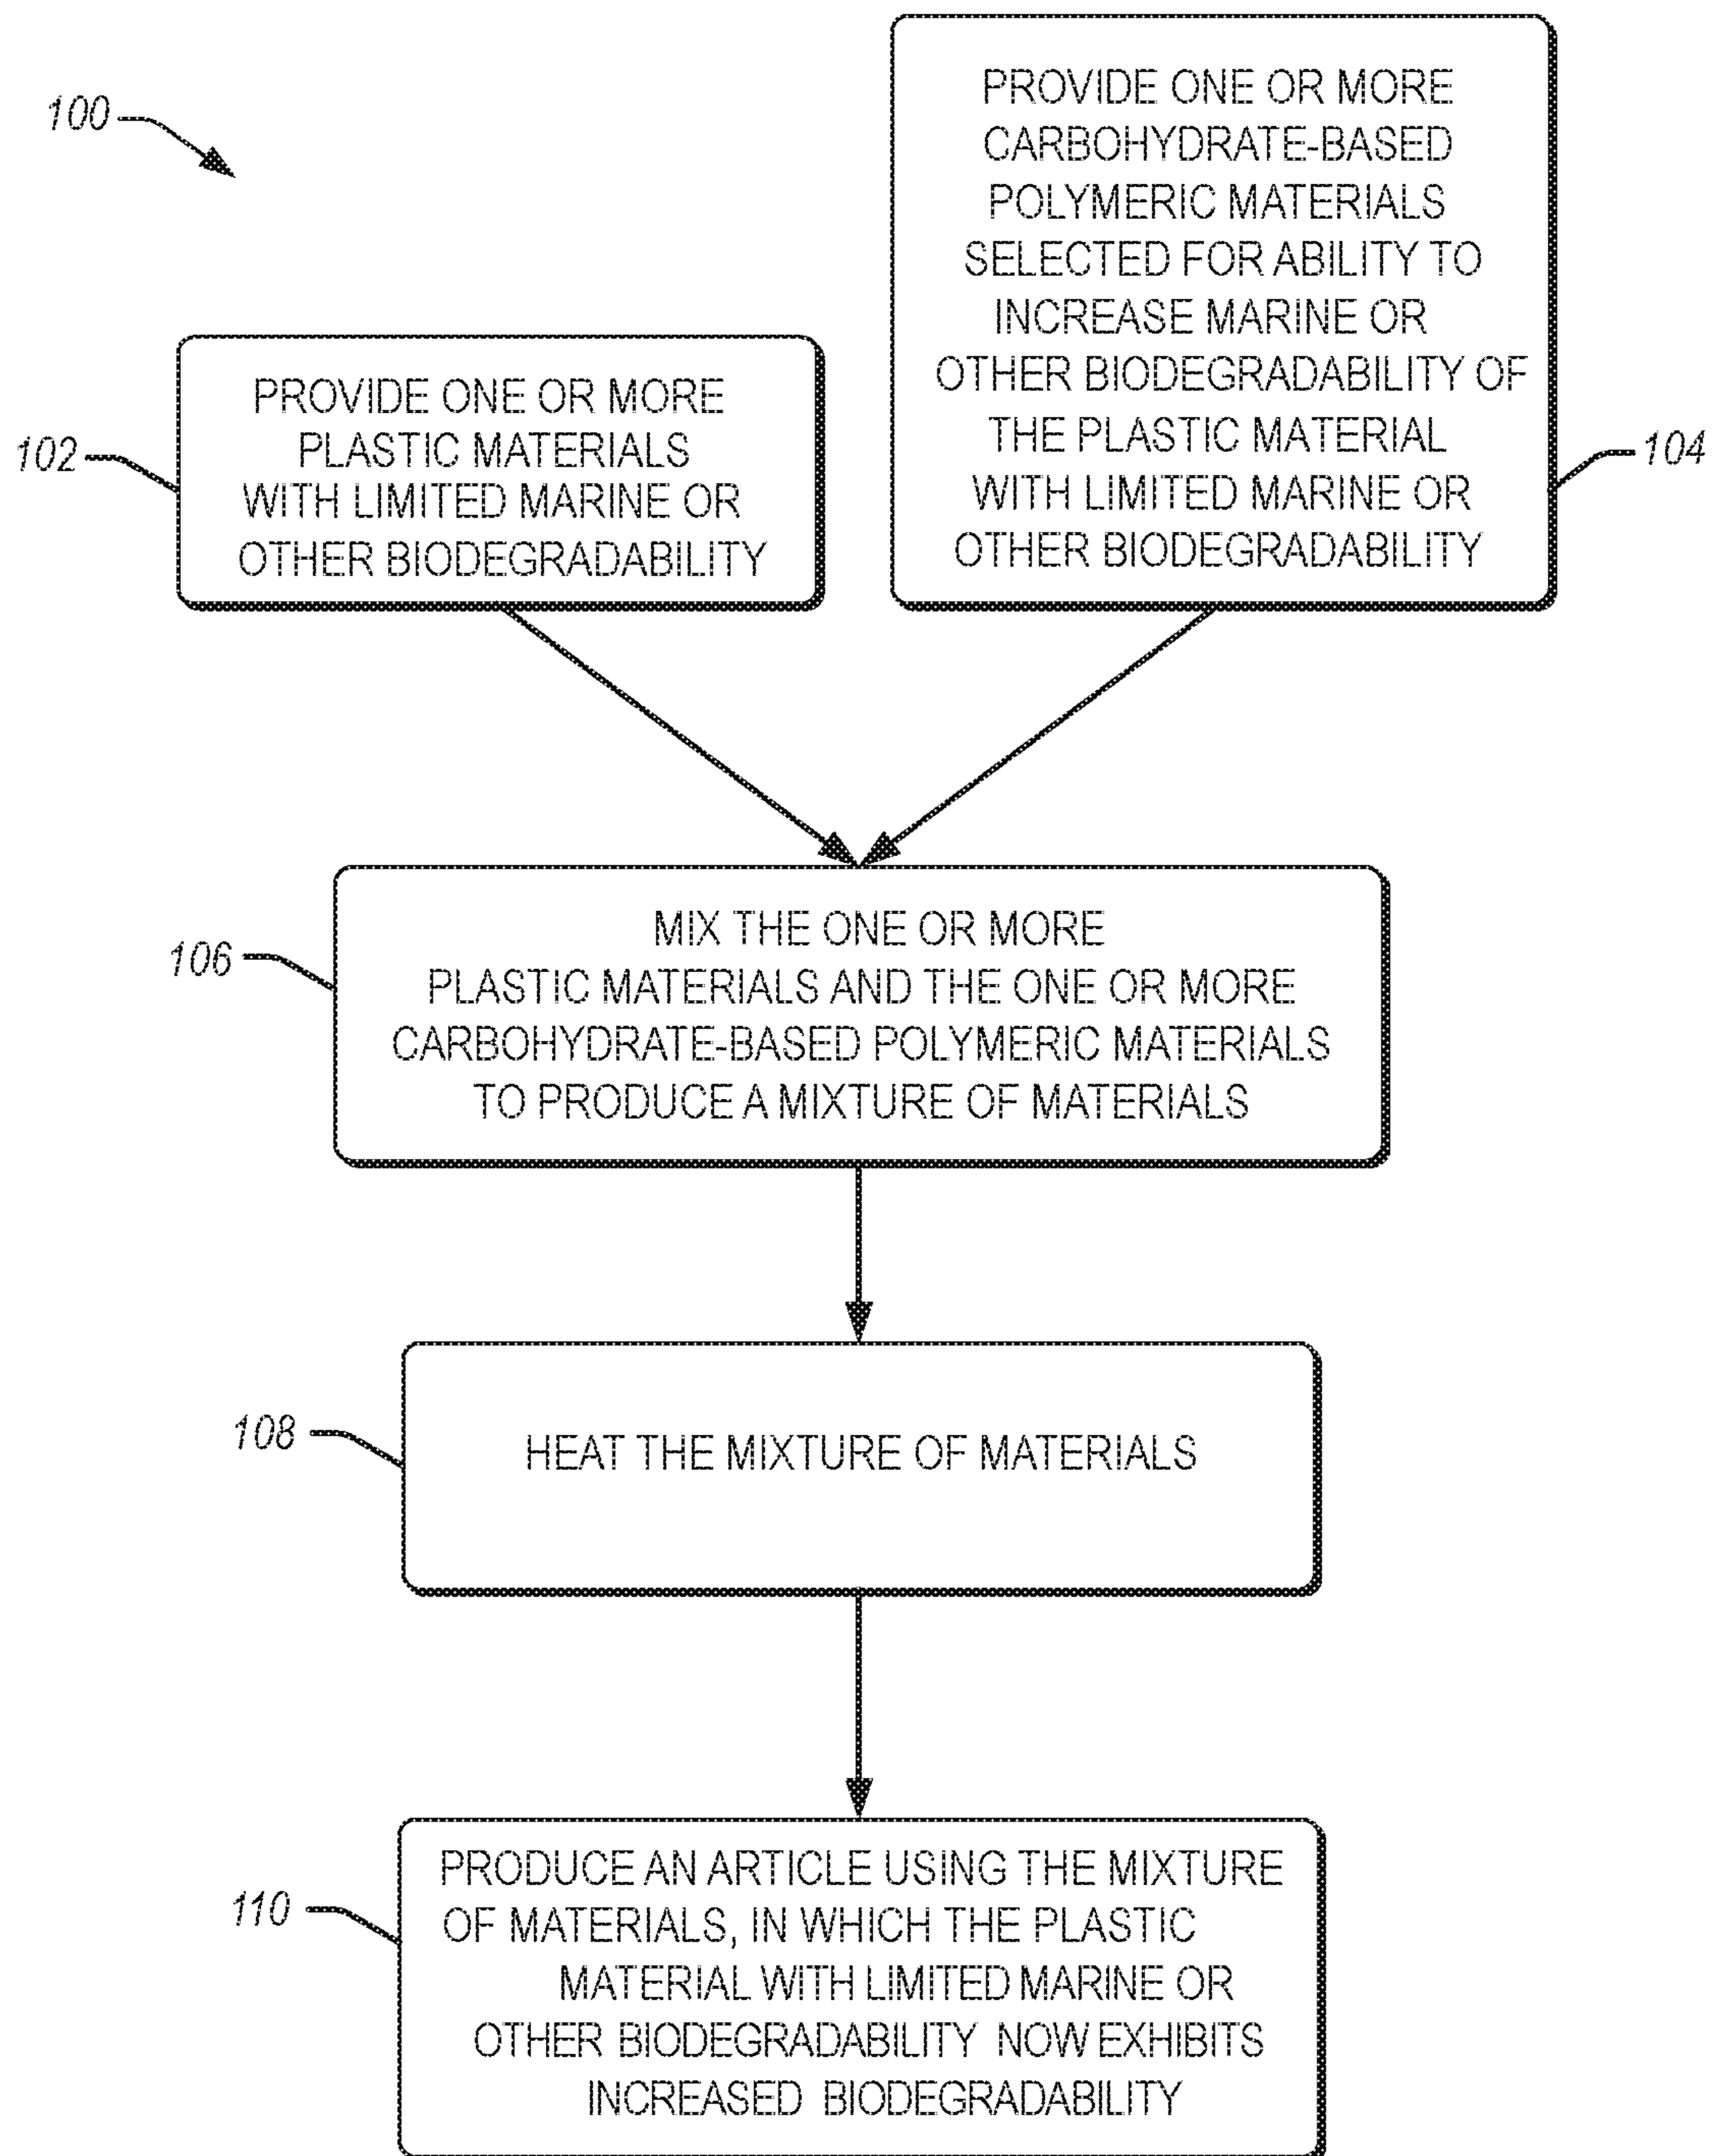 100
PROVIDE ONE OR MORE
CARBOHYDRATE-BASED
POLYMERIC MATERIALS
SELECTED FOR ABILITY TO
INCREASE MARINE OR
OTHER BIODEGRADABILITY OF
THE PLASTIC MATERIAL
WITH LIMITED MARINE OR
OTHER BIODEGRADABILITY
104
102
PROVIDE ONE OR MORE
PLASTIC MATERIALS
WITH LIMITED MARINE OR
OTHER BIODEGRADABILITY
106
MIX THE ONE OR MORE
PLASTIC MATERIALS AND THE ONE OR MORE
CARBOHYDRATE-BASED POLYMERIC MATERIALS
TO PRODUCE A MIXTURE OF MATERIALS
108
HEAT THE MIXTURE OF MATERIALS
110
PRODUCE AN ARTICLE USING THE MIXTURE
OF MATERIALS, IN WHICH THE PLASTIC
MATERIAL WITH LIMITED MARINE OR
OTHER BIODEGRADABILITY NOW EXHIBITS
INCREASED BIODEGRADABILITY